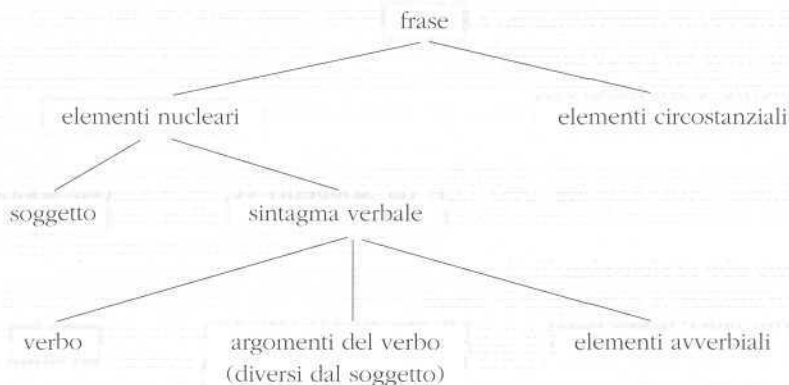 frase
elementi nucleari elementi circostanziali
soggetto sintagma verbale
verbo argomenti del verbo elementi avverbiali
(diversi dal soggetto)